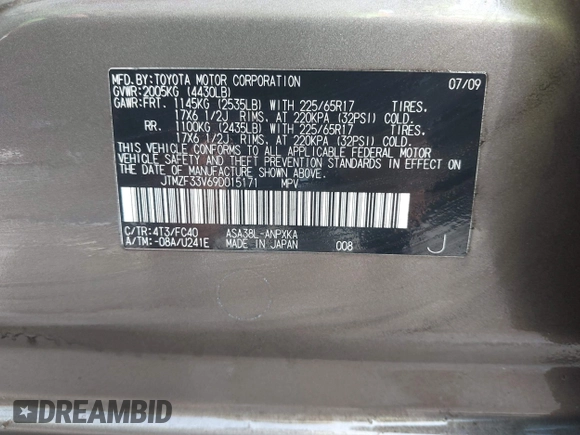 MFD.BY:TOYOTA MOTOR CORPORATION 07/09
GVWR:2005KG (4430LB)
GAWR:FRT. 1145KG (2535LB) WITH 225/65R17 TIRES.
17X6 1/2J RIMS. AT 220KPA (32PSI) COLD.
RR. 1100KG (2435LB) WITH 225/65R17 TIRES.
17X6 1/2J RIMS. AT 220KPA (32PSI) COLD.
THIS VEHICLE CONFORMS TO ALL APPLICABLE FEDERAL MOTOR
VEHICLE SAFETY AND THEFT PREVENTION STANDARDS IN EFFECT ON
THE DATE OF MANUFACTURE SHOWN ABOVE.
JTMZF33V69D015171 MPV
C/TR:4T3/FC40 ASA38L-ANPXKA
A/TM:-08A/U241E MADE IN JAPAN 008 J
DREAMBID